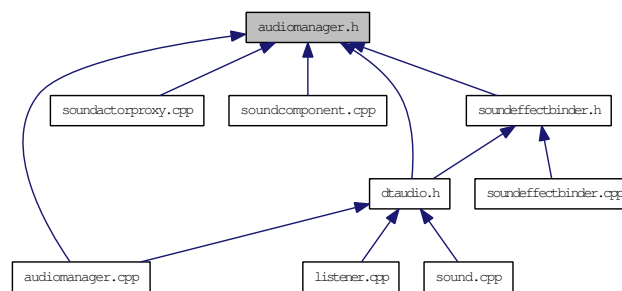 audiomanager.h
soundactorproxy.cpp
soundcomponent.cpp
soundeffectbinder.h
dtaudio.h
soundeffectbinder.cpp
audiomanager.cpp
listener.cpp
sound.cpp